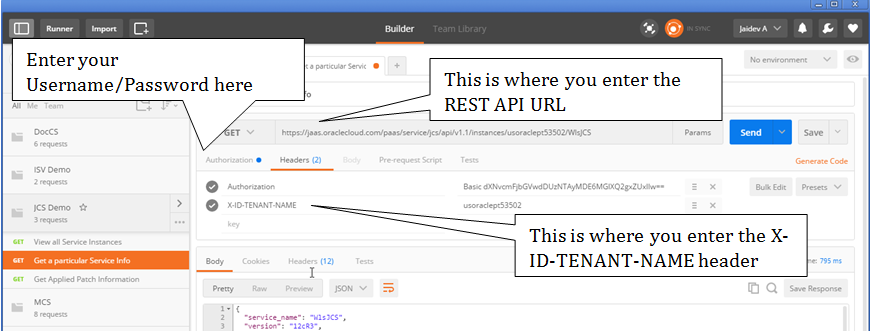 Runner
Import
Builder
Team Library
IN SYNC
Jaidev A
Enter your
Username/Password here
et a particular Servic
No environment
This is where you enter the
REST API URL
fo
All Me Team
GET
https://jaas.oraclecloud.com/paas/service/jcs/api/v1.1/instances/usoraclept53502/WlsJCS
Params
Send
Save
DocCS
6 requests
Authorization
Headers (2)
Body
Pre-request Script
Tests
Generate Code
ISV Demo
2 requests
Authorization
Basic dXNvcmFjbGVwdDUzNTAyMDE6MGlXQ2gxZUxIlw==
Bulk Edit
Presets
JCS Demo
3 requests
X-ID-TENANT-NAME
usoraclept53502
key
This is where you enter the X-
ID-TENANT-NAME header
GET View all Service Instances
GET Get a particular Service Info
GET Get Applied Patch Information
MCS
8 requests
Body
Cookies
Headers (12)
Tests
me: 795 ms
Pretty
Raw
Preview
JSON
Save Response
1 {
2 "service_name": "WlsJCS",
3 "version": "12cR3",